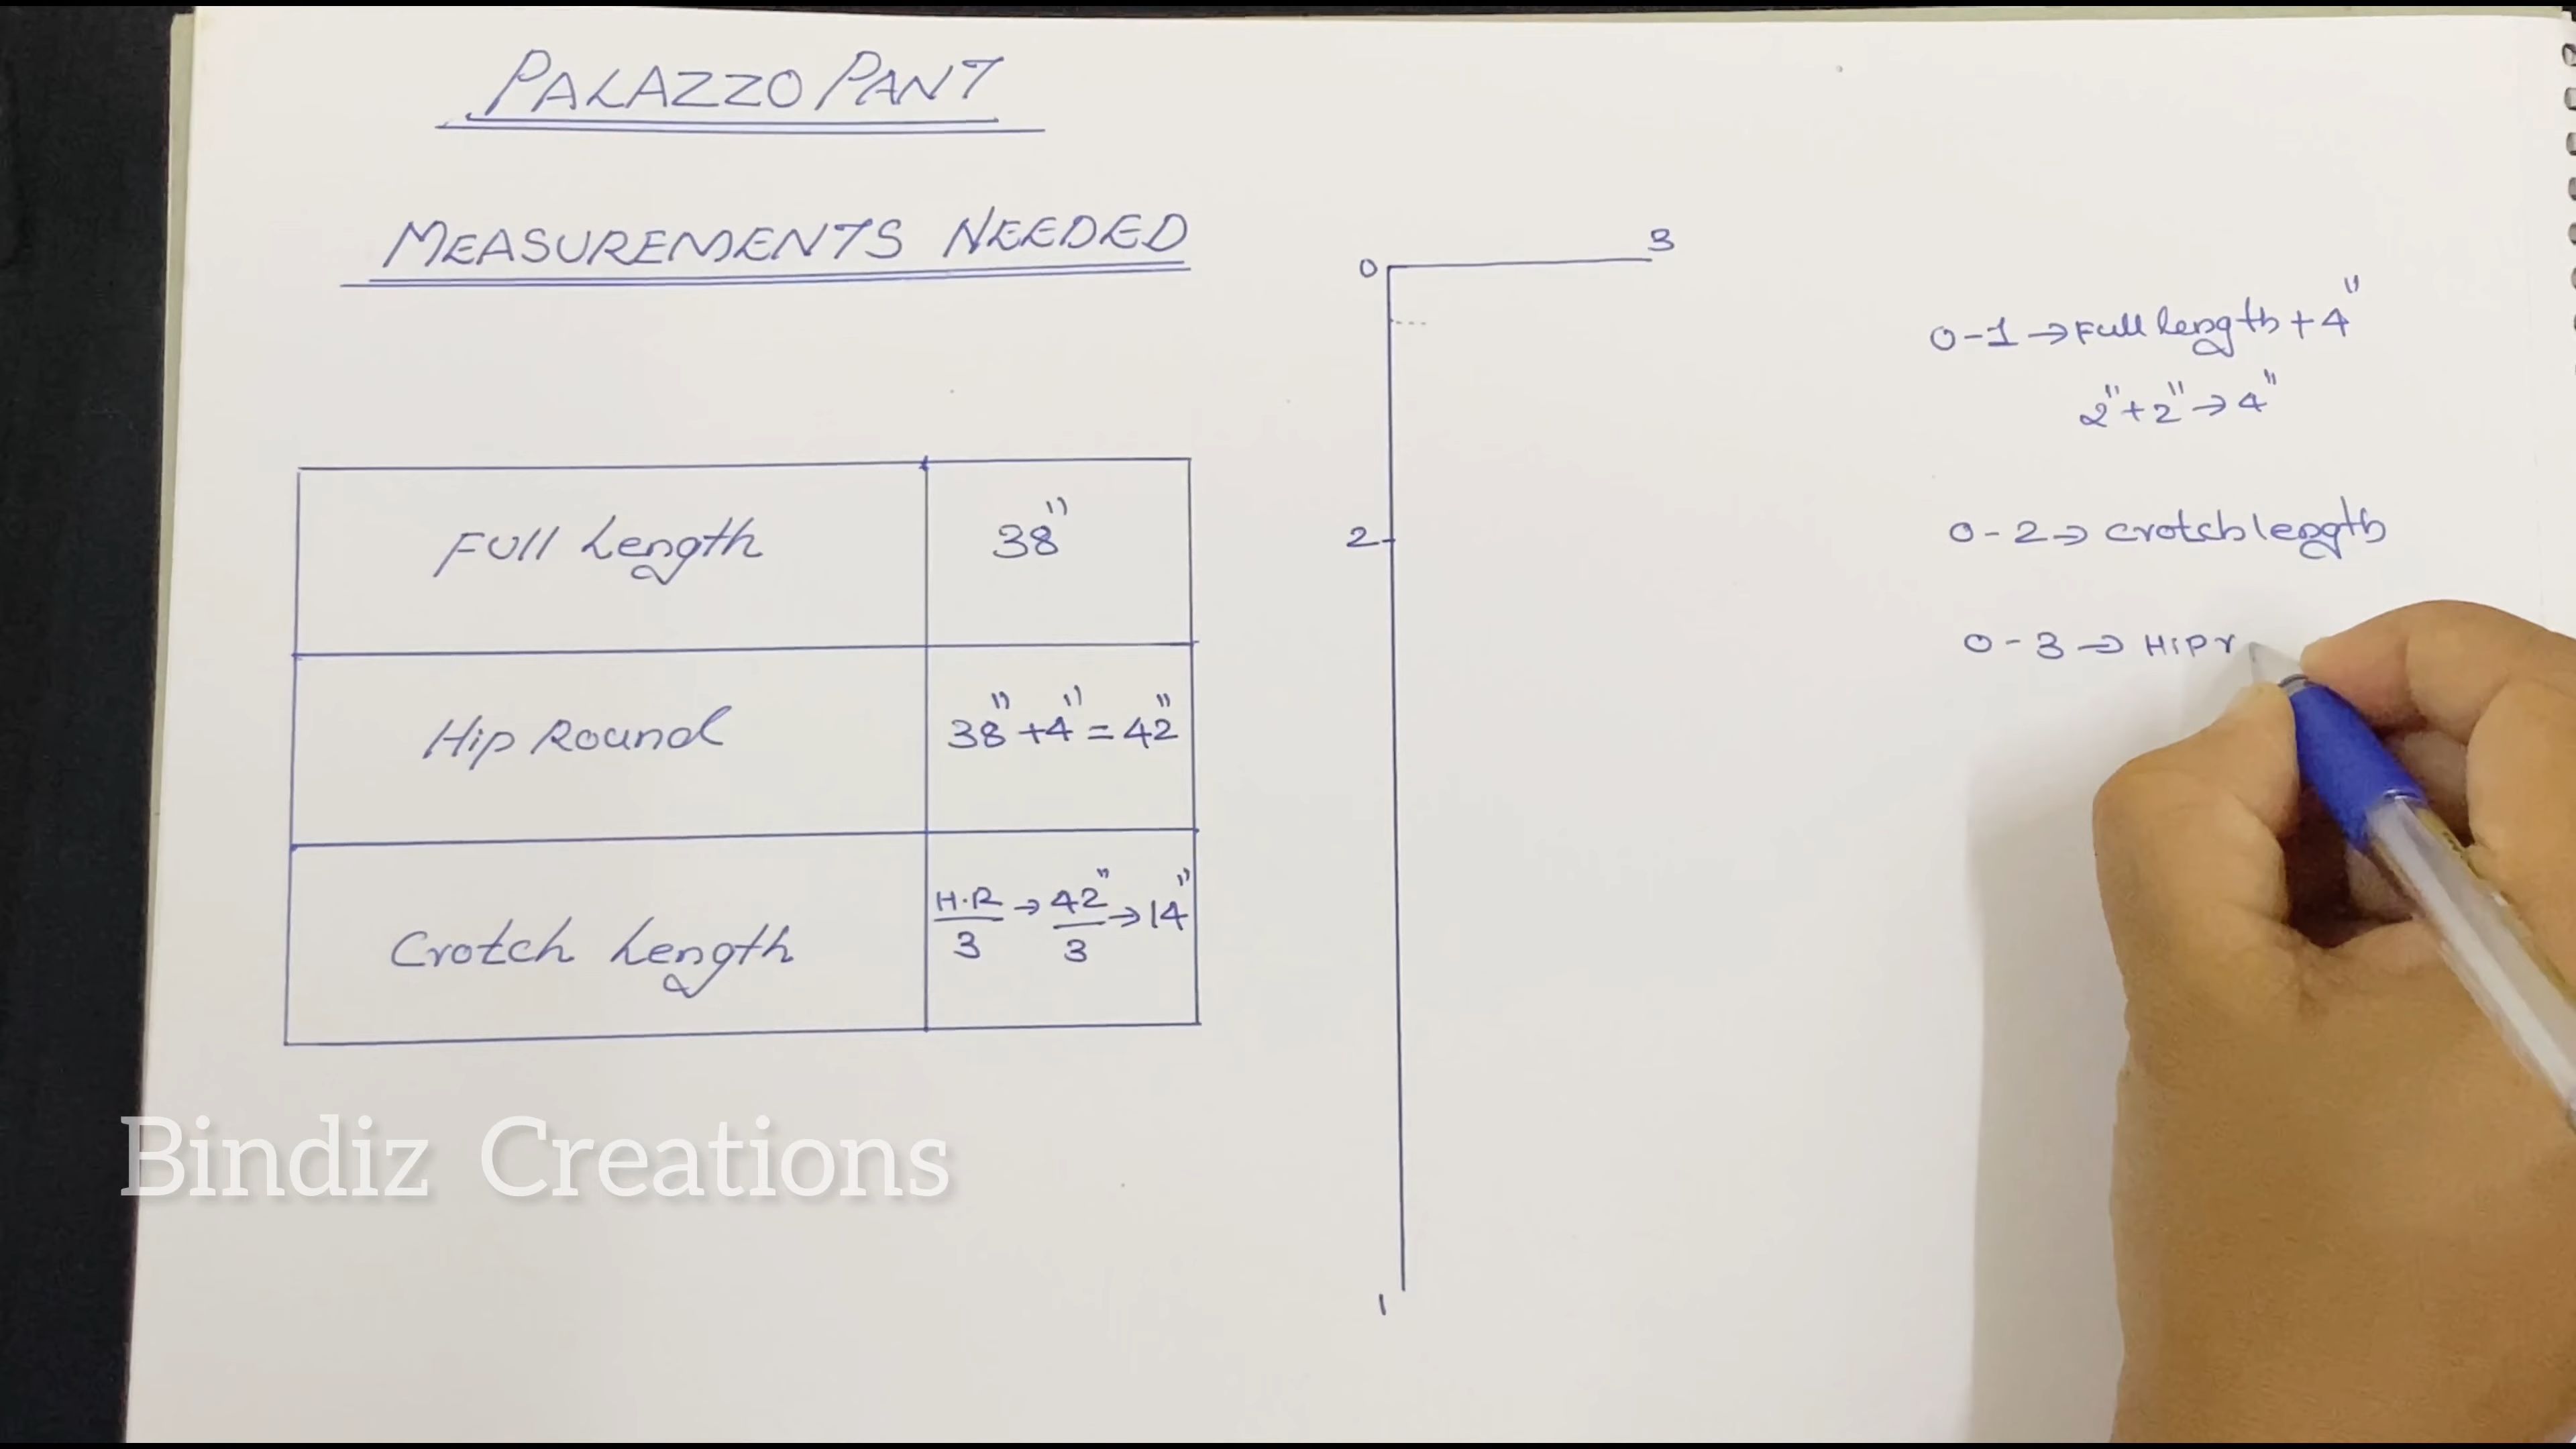 PALAZZO PANT
MEASUREMENTS NEEDED
Full Length 38"
Hip Round 38" + 4" = 42"
Crotch Length H.R/3 → 42"/3 → 14"
0 3
2
1
0-1 → Full length + 4"
2" + 2" → 4"
0-2 → crotch length
0-3 → Hip r
Bindiz Creations